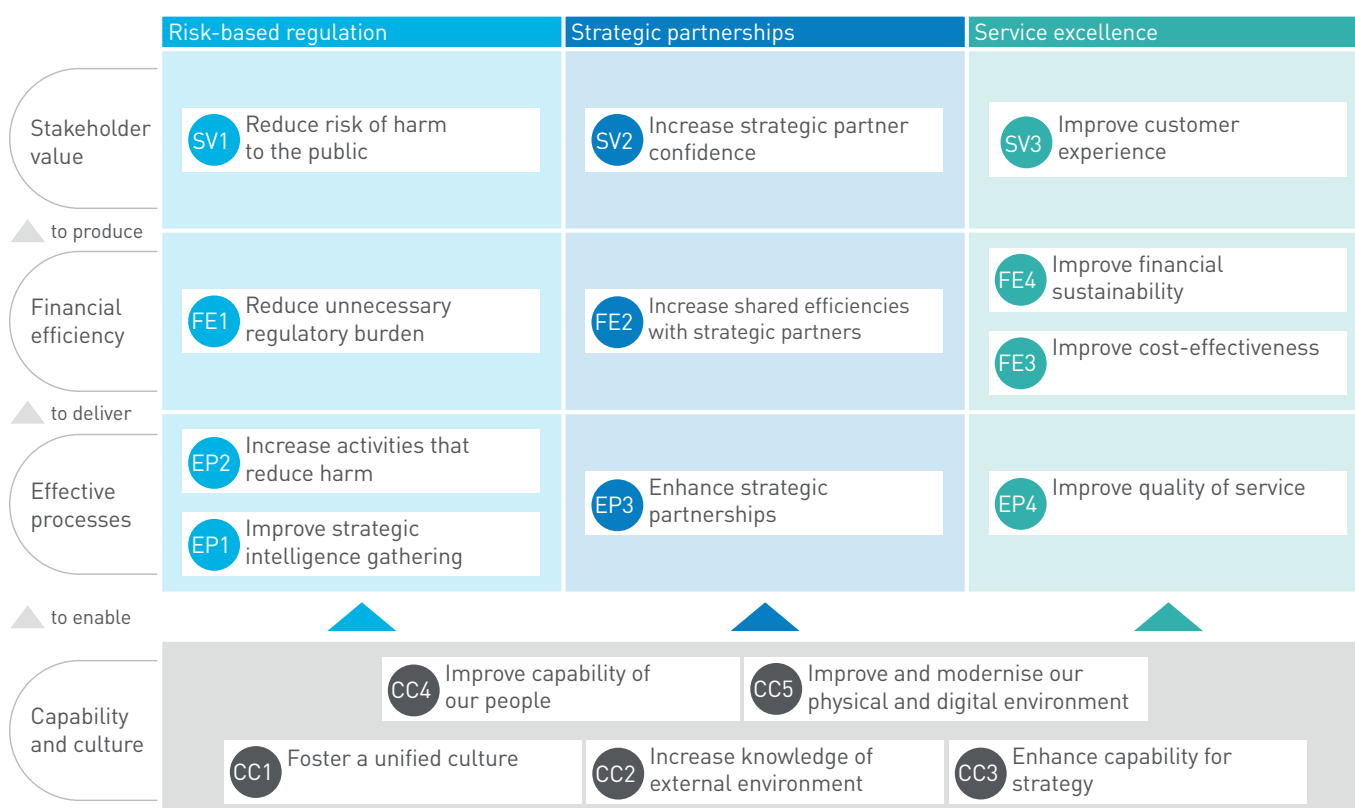 Risk-based regulation
Strategic partnerships
Service excellence
Stakeholder
value
SV1
Reduce risk of harm
to the public
SV2
Increase strategic partner
confidence
SV3
Improve customer
experience
to produce
Financial
efficiency
FE1
Reduce unnecessary
regulatory burden
FE2
Increase shared efficiencies
with strategic partners
FE4
Improve financial
sustainability
FE3
Improve cost-effectiveness
to deliver
Effective
processes
EP2
Increase activities that
reduce harm
EP1
Improve strategic
intelligence gathering
EP3
Enhance strategic
partnerships
EP4
Improve quality of service
to enable
Capability
and culture
CC4
Improve capability of
our people
CC5
Improve and modernise our
physical and digital environment
CC1
Foster a unified culture
CC2
Increase knowledge of
external environment
CC3
Enhance capability for
strategy